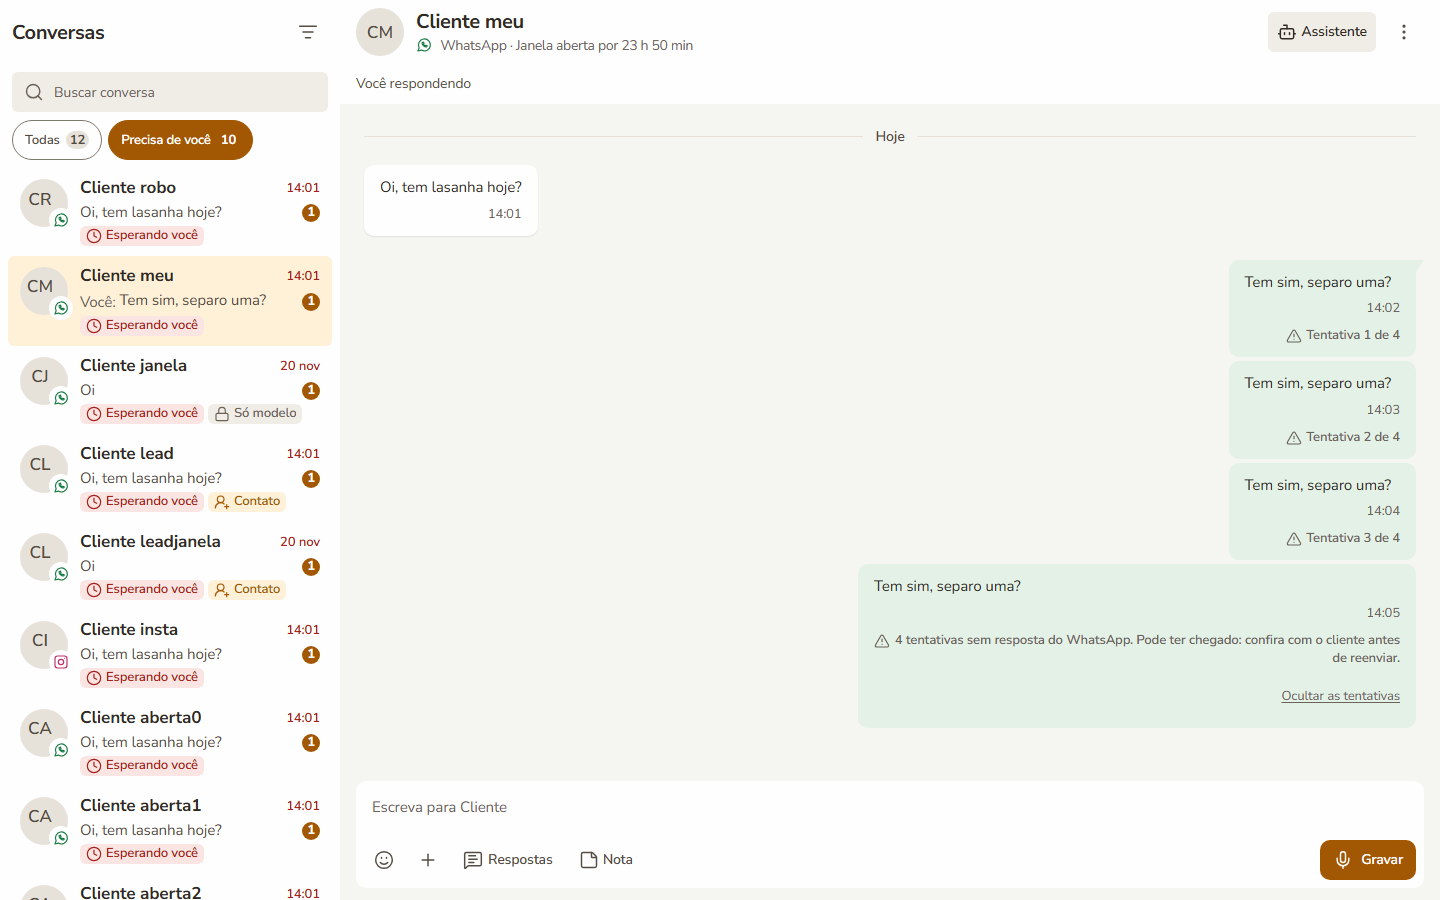 Conversas
Buscar conversa
Todas 12
Precisa de você 10
CR
Cliente robo
14:01
Oi, tem lasanha hoje?
1
Esperando você
CM
Cliente meu
14:01
Você: Tem sim, separo uma?
1
Esperando você
CJ
Cliente janela
20 nov
Oi
1
Esperando você
Só modelo
CL
Cliente lead
14:01
Oi, tem lasanha hoje?
1
Esperando você
Contato
CL
Cliente leadjanela
20 nov
Oi
1
Esperando você
Contato
CI
Cliente insta
14:01
Oi, tem lasanha hoje?
1
Esperando você
CA
Cliente aberta0
14:01
Oi, tem lasanha hoje?
1
Esperando você
CA
Cliente aberta1
14:01
Oi, tem lasanha hoje?
1
Esperando você
Cliente aberta2
14:01
CM
Cliente meu
WhatsApp · Janela aberta por 23 h 50 min
Assistente
Você respondendo
Hoje
Oi, tem lasanha hoje?
14:01
Tem sim, separo uma?
14:02
Tentativa 1 de 4
Tem sim, separo uma?
14:03
Tentativa 2 de 4
Tem sim, separo uma?
14:04
Tentativa 3 de 4
Tem sim, separo uma?
14:05
4 tentativas sem resposta do WhatsApp. Pode ter chegado: confira com o cliente antes
de reenviar.
Ocultar as tentativas
Escreva para Cliente
Respostas
Nota
Gravar